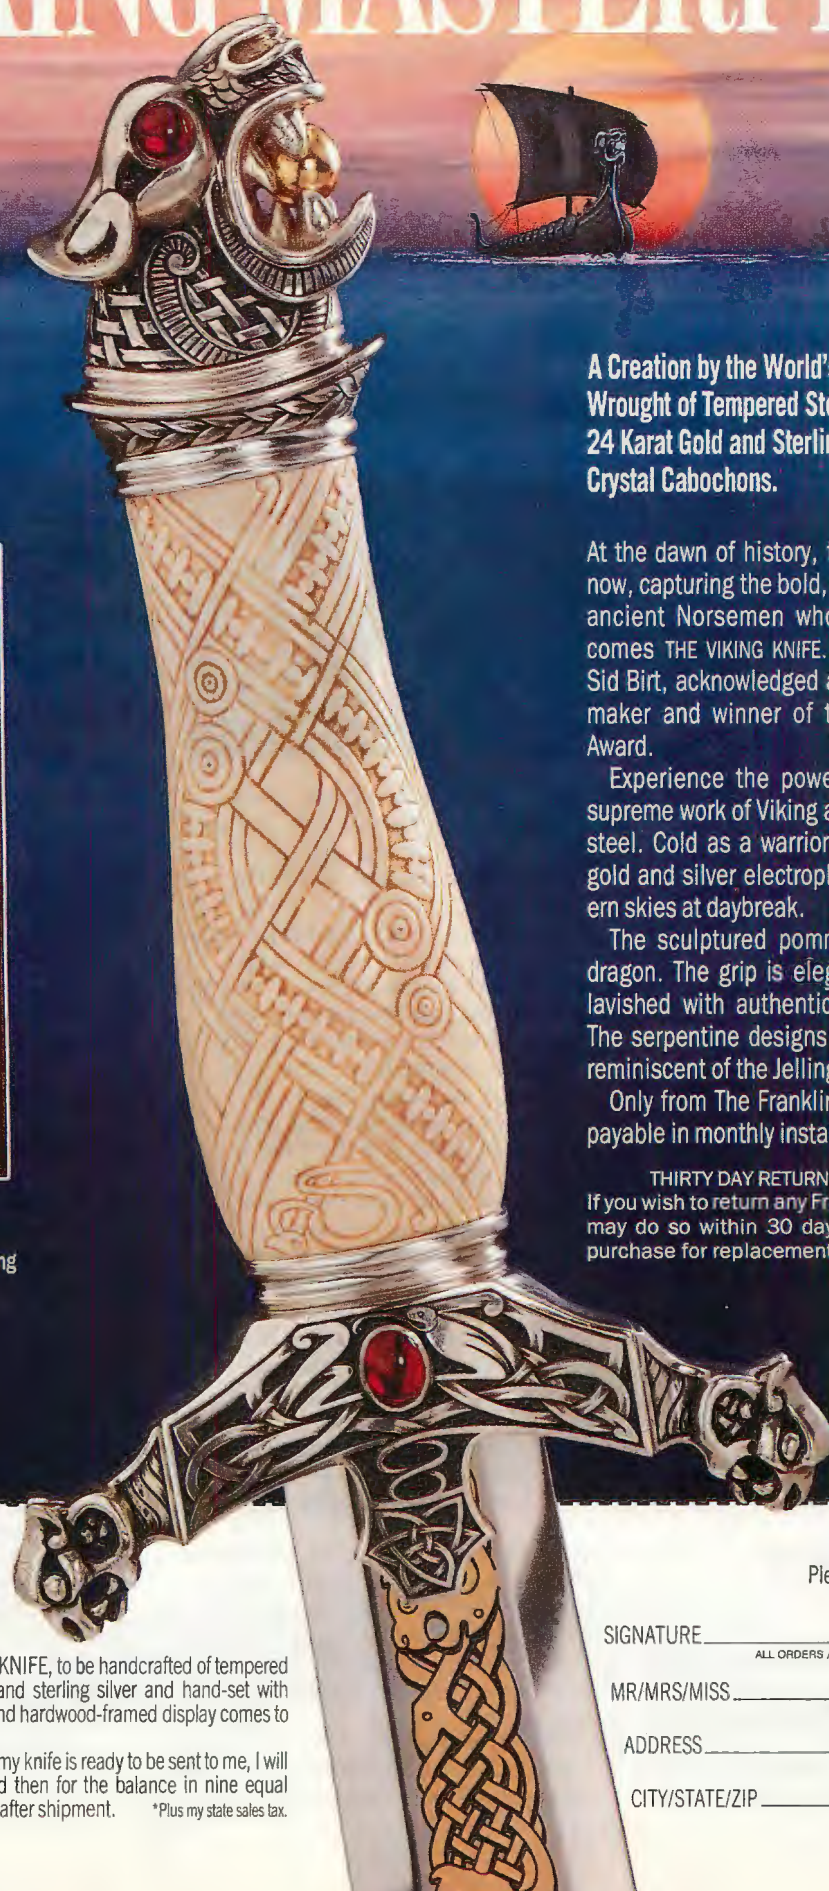 KING MASTERPI
A Creation by the World'
Wrought of Tempered Ste
24 Karat Gold and Sterlin
Crystal Cabochons.
At the dawn of history,
now, capturing the bold,
ancient Norsemen who
comes THE VIKING KNIFE.
Sid Birt, acknowledged a
maker and winner of t
Award.
Experience the powe
supreme work of Viking a
steel. Cold as a warrior
gold and silver electropl
ern skies at daybreak.
The sculptured pomm
dragon. The grip is eleg
lavished with authentic
The serpentine designs
reminiscent of the Jelling
Only from The Franklin
payable in monthly insta
THIRTY DAY RETURN
If you wish to return any Fr
may do so within 30 day
purchase for replacement
ng
KNIFE, to be handcrafted of tempered
and sterling silver and hand-set with
nd hardwood-framed display comes to
my knife is ready to be sent to me, I will
d then for the balance in nine equal
after shipment. *Plus my state sales tax.
Ple
SIGNATURE
ALL ORDERS
MR/MRS/MISS
ADDRESS
CITY/STATE/ZIP